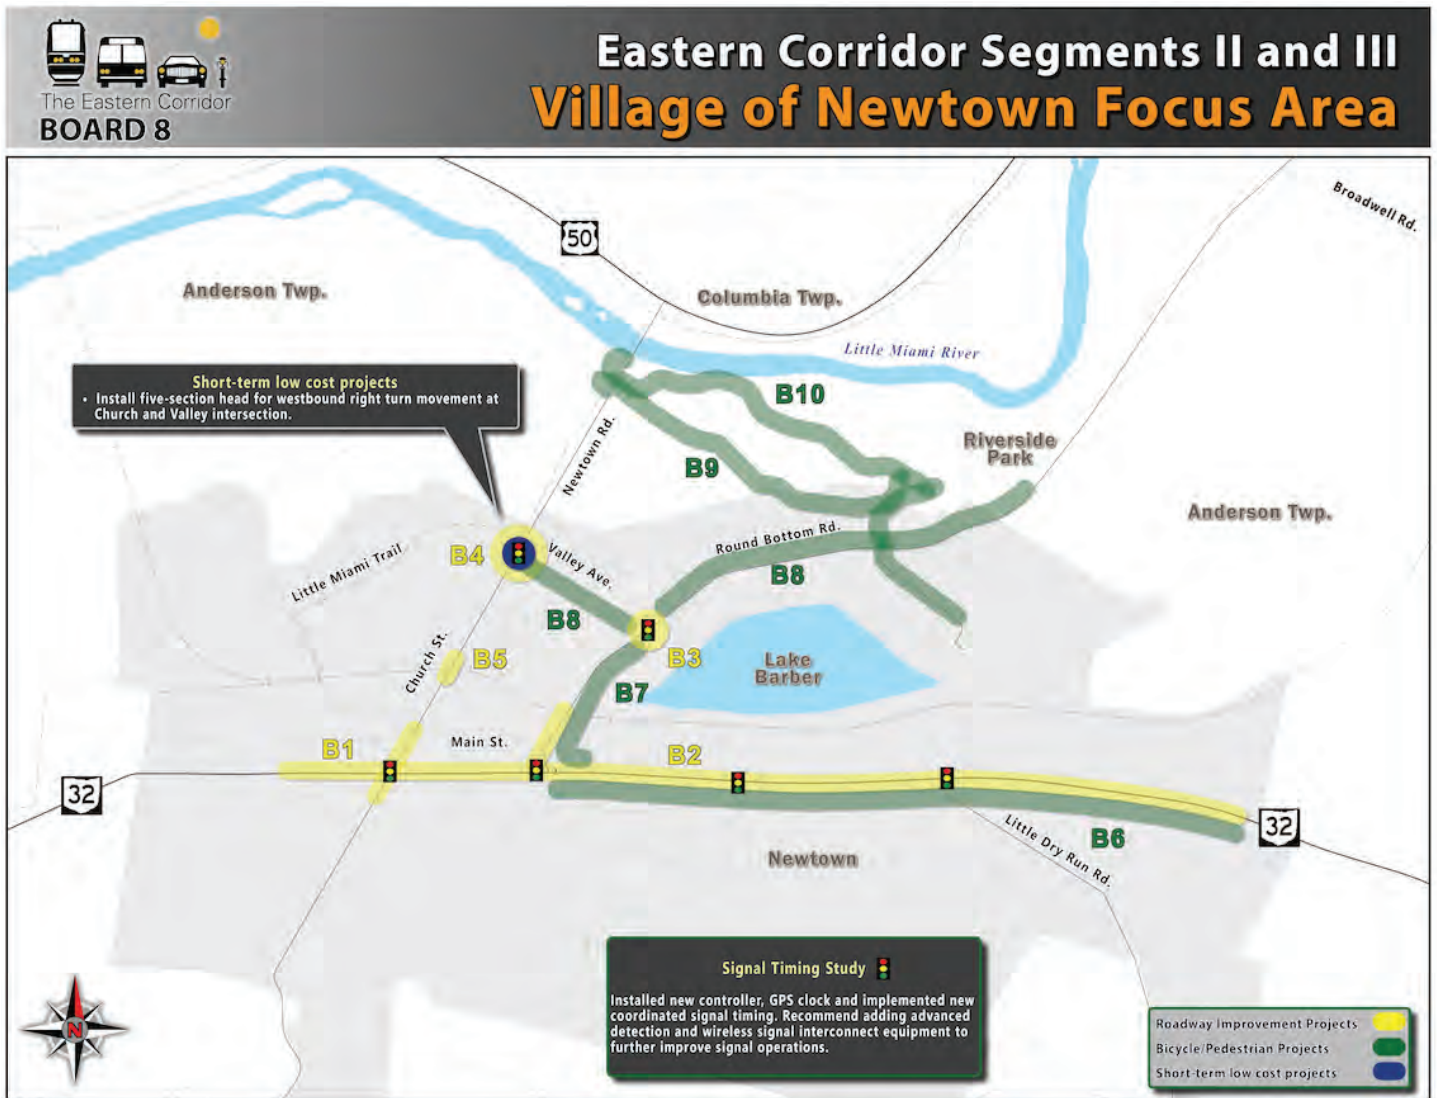 The Eastern Corridor
BOARD 8
Eastern Corridor Segments II and III
Village of Newtown Focus Area
Broadwell Rd.
50
Anderson Twp.
Columbia Twp.
Little Miami River
Short-term low cost projects
• Install five-section head for westbound right turn movement at
Church and Valley intersection.
B10
Newtown Rd.
Riverside
Park
B9
Anderson Twp.
Round Bottom Rd.
B4
Valley Ave.
Little Miami Trail
B8
B8
Church St.
B5
B3
Lake
Barber
B7
B1
Main St.
B2
32
32
Little Dry Run Rd.
B6
Newtown
Signal Timing Study
Installed new controller, GPS clock and implemented new
coordinated signal timing. Recommend adding advanced
detection and wireless signal interconnect equipment to
further improve signal operations.
N
Roadway Improvement Projects
Bicycle/Pedestrian Projects
Short-term low cost projects